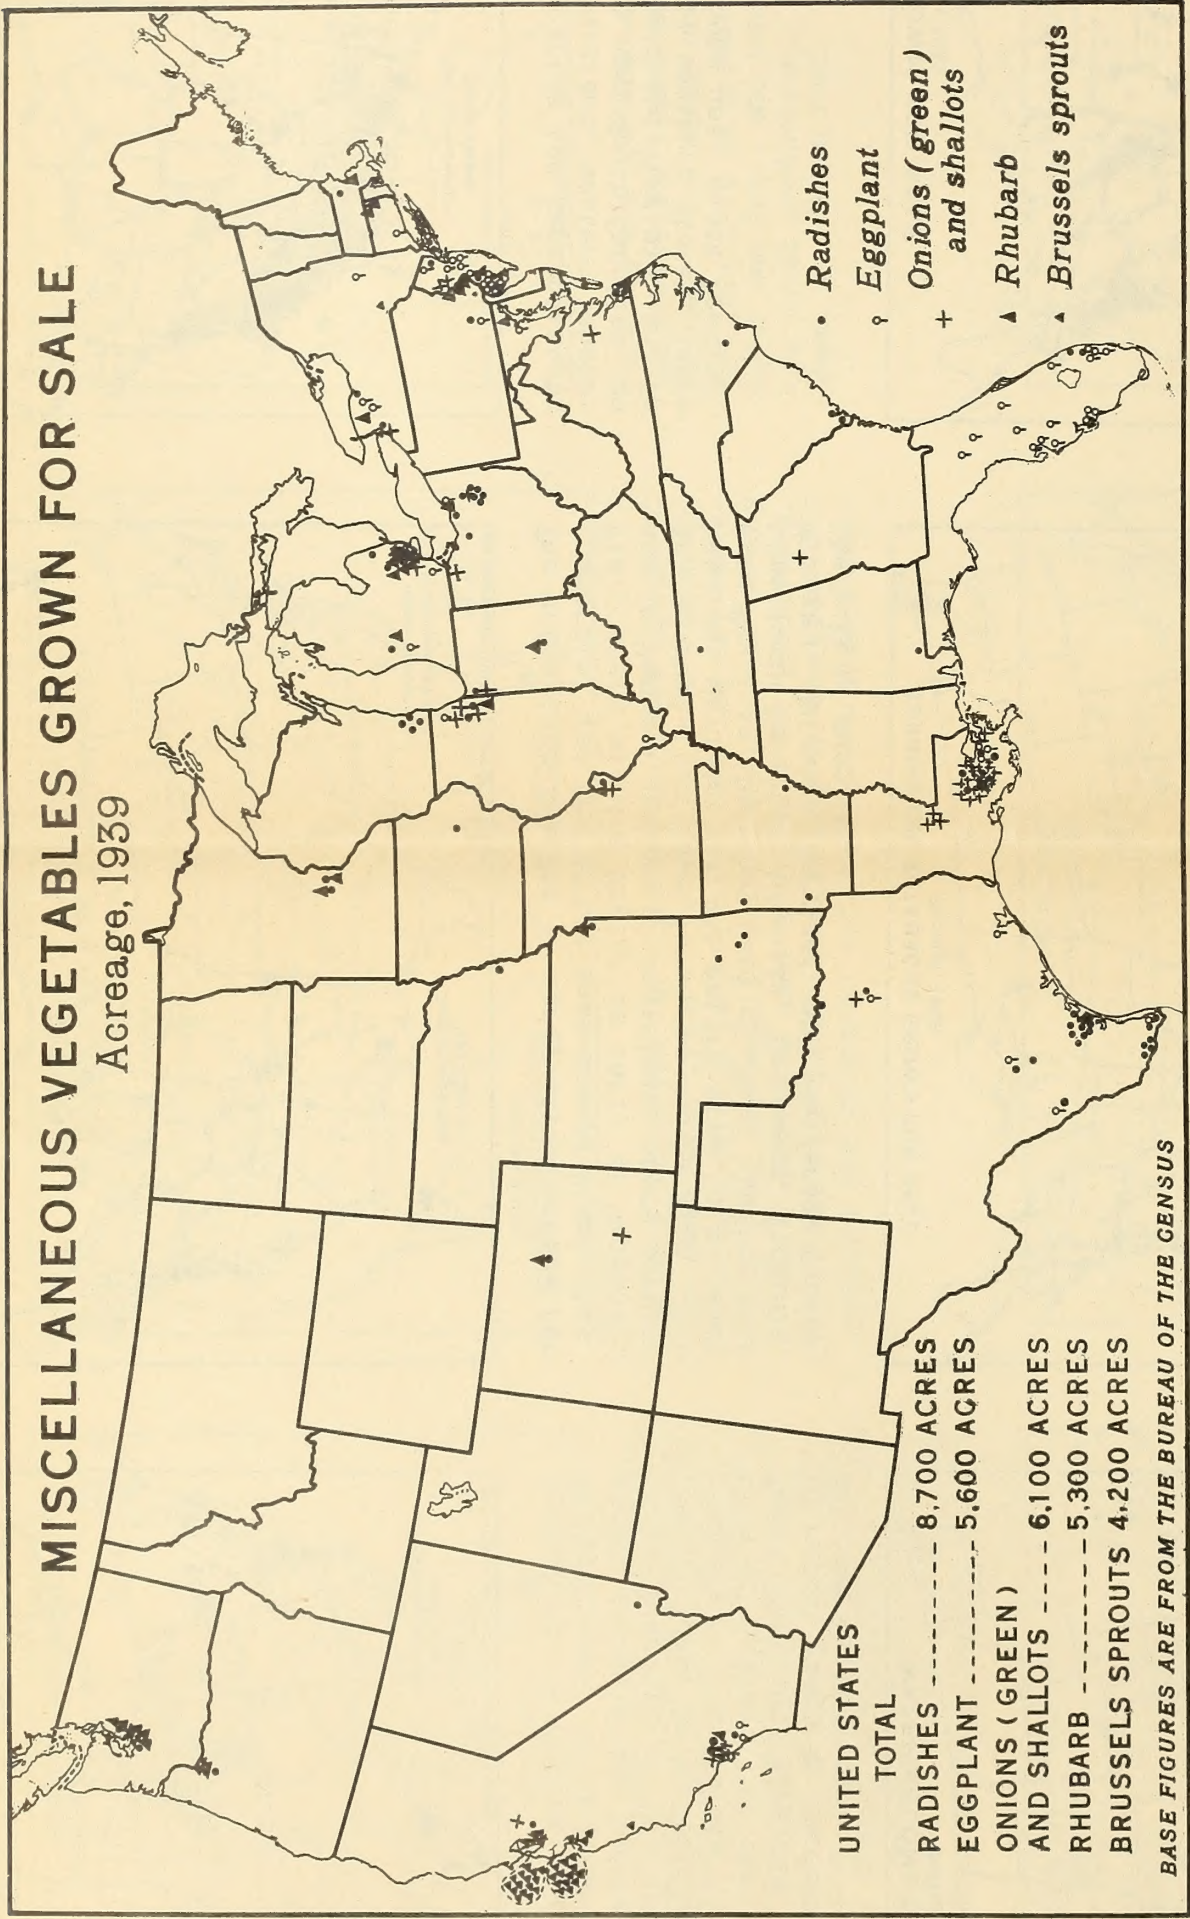 MISCELLANEOUS VEGETABLES GROWN FOR SALE
Acreage, 1939
Radishes
Eggplant
Onions (green)
and shallots
Rhubarb
Brussels sprouts
UNITED STATES
TOTAL
RADISHES --------- 8,700 ACRES
EGGPLANT -------- 5,600 ACRES
ONIONS (GREEN)
AND SHALLOTS ---- 6,100 ACRES
RHUBARB -------- 5,300 ACRES
BRUSSELS SPROUTS 4,200 ACRES
BASE FIGURES ARE FROM THE BUREAU OF THE CENSUS